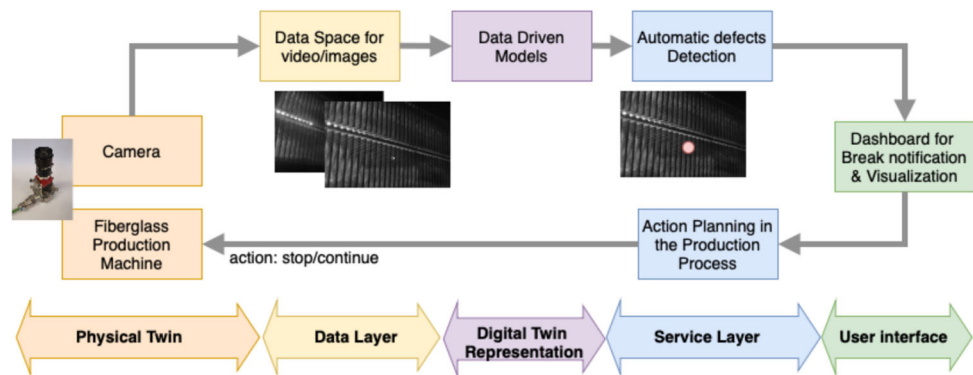 Data Space for
video/images
Data Driven
Models
Automatic defects
Detection
Camera
Dashboard for
Break notification
& Visualization
Fiberglass
Production
Machine
action: stop/continue
Action Planning in
the Production
Process
Physical Twin
Data Layer
Digital Twin
Representation
Service Layer
User interface